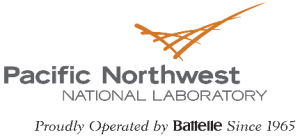 Pacific Northwest
NATIONAL LABORATORY
Proudly Operated by Battelle Since 1965